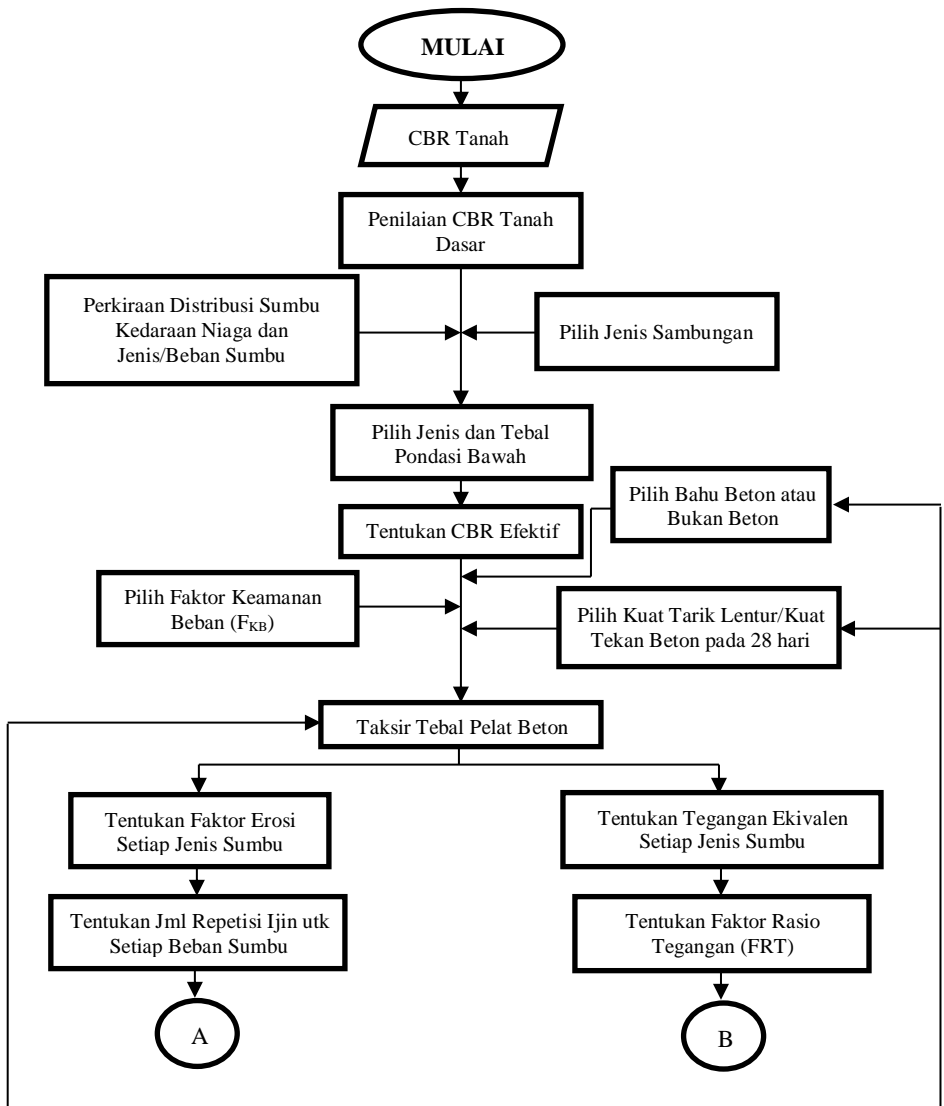 MULAI
CBR Tanah
Penilaian CBR Tanah
Dasar
Perkiraan Distribusi Sumbu
Kedaraan Niaga dan
Jenis/Beban Sumbu
Pilih Jenis Sambungan
Pilih Jenis dan Tebal
Pondasi Bawah
Pilih Bahu Beton atau
Bukan Beton
Tentukan CBR Efektif
Pilih Faktor Keamanan
Beban (FKB)
Pilih Kuat Tarik Lentur/Kuat
Tekan Beton pada 28 hari
Taksir Tebal Pelat Beton
Tentukan Faktor Erosi
Setiap Jenis Sumbu
Tentukan Tegangan Ekivalen
Setiap Jenis Sumbu
Tentukan Jml Repetisi Ijin utk
Setiap Beban Sumbu
Tentukan Faktor Rasio
Tegangan (FRT)
A
B